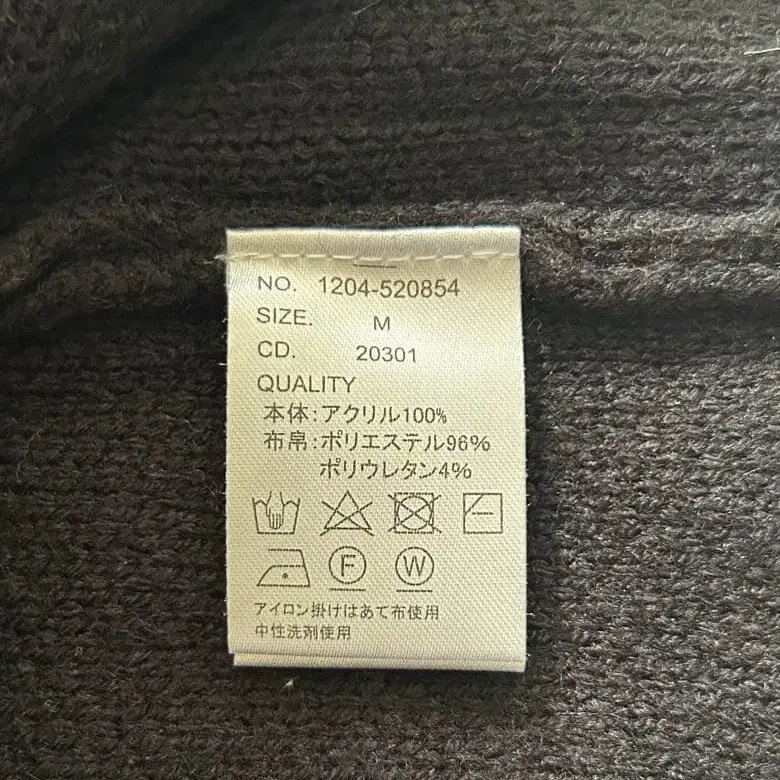 NO. 1204-520854
SIZE. M
CD. 20301
QUALITY
本体:アクリル100%
布帛:ポリエステル96%
ポリウレタン4%
F W
アイロン掛けはあて布使用
中性洗剤使用